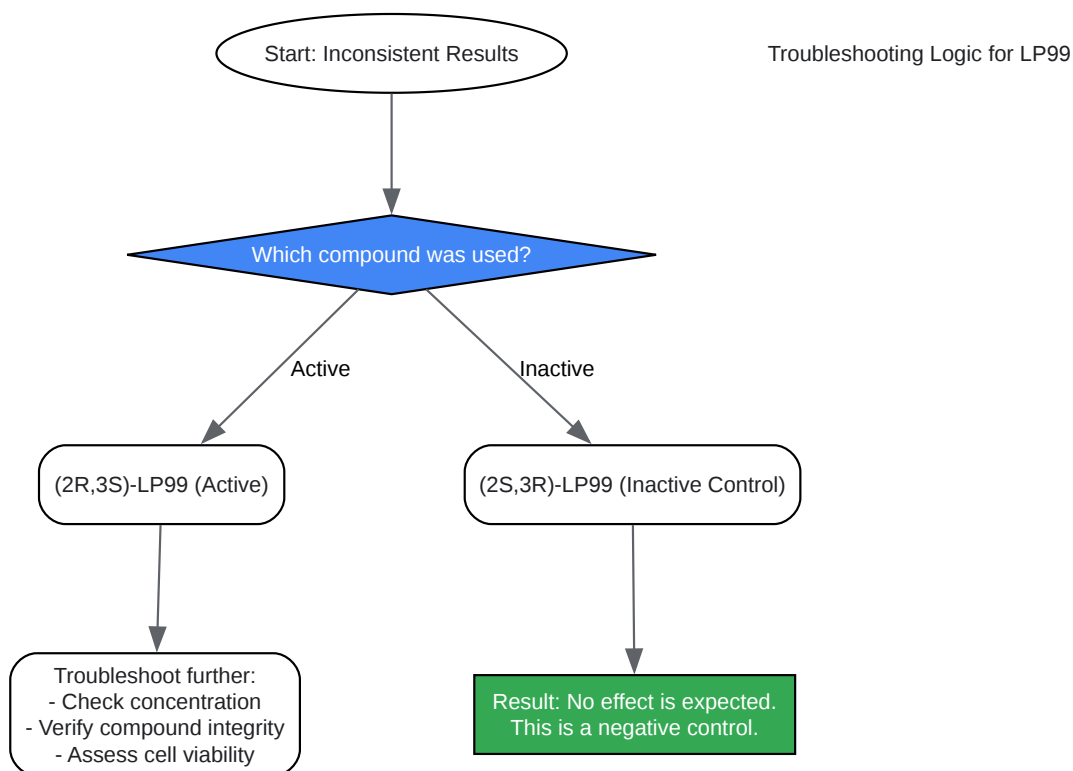 Start: Inconsistent Results
Troubleshooting Logic for LP99
Which compound was used?
Active
Inactive
(2R,3S)-LP99 (Active)
(2S,3R)-LP99 (Inactive Control)
Troubleshoot further:
- Check concentration
- Verify compound integrity
- Assess cell viability
Result: No effect is expected.
This is a negative control.